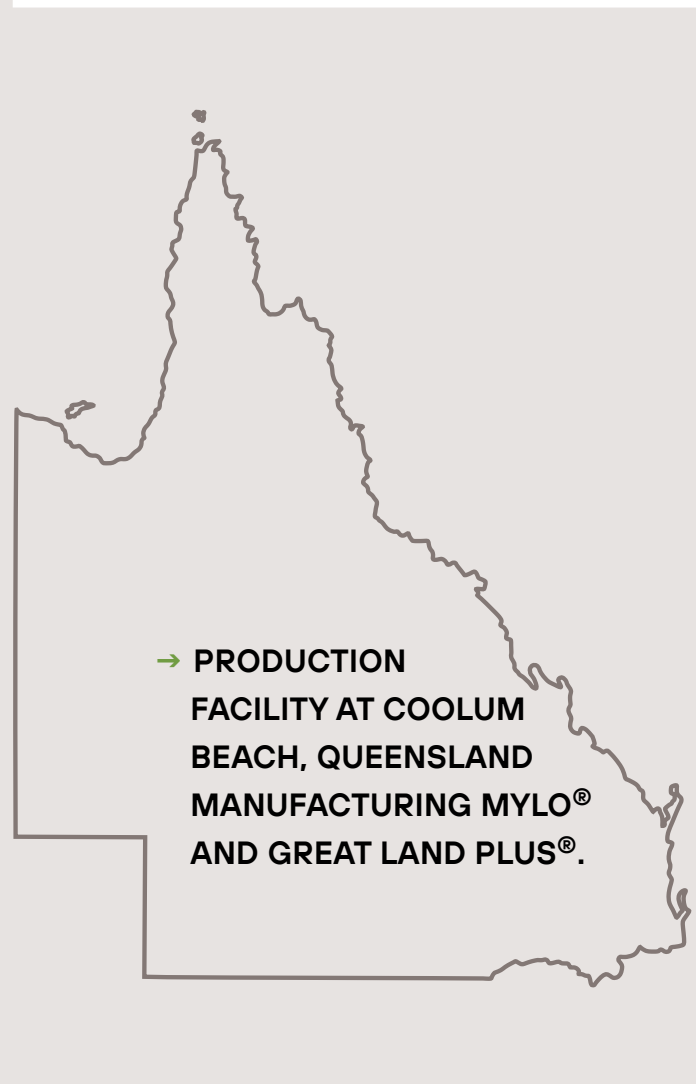 → PRODUCTION
FACILITY AT COOLUM
BEACH, QUEENSLAND
MANUFACTURING MYLO®
AND GREAT LAND PLUS®.